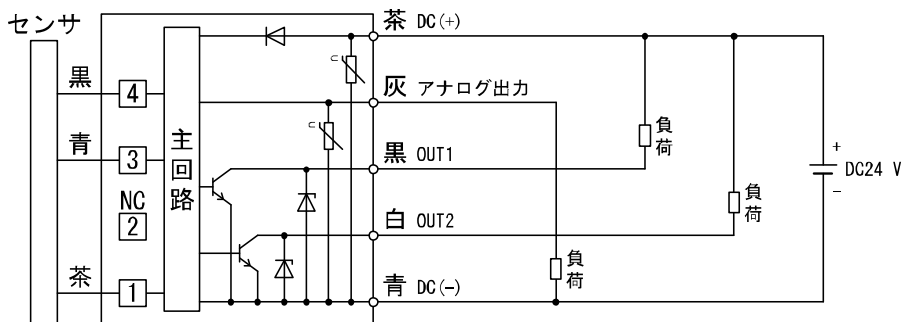 センサ
茶 DC(+)
黒
4
灰 アナログ出力
青
3
主回路
黒 OUT1
負荷
+
DC24 V
-
NC
2
白 OUT2
負荷
茶
1
青 DC(-)
負荷